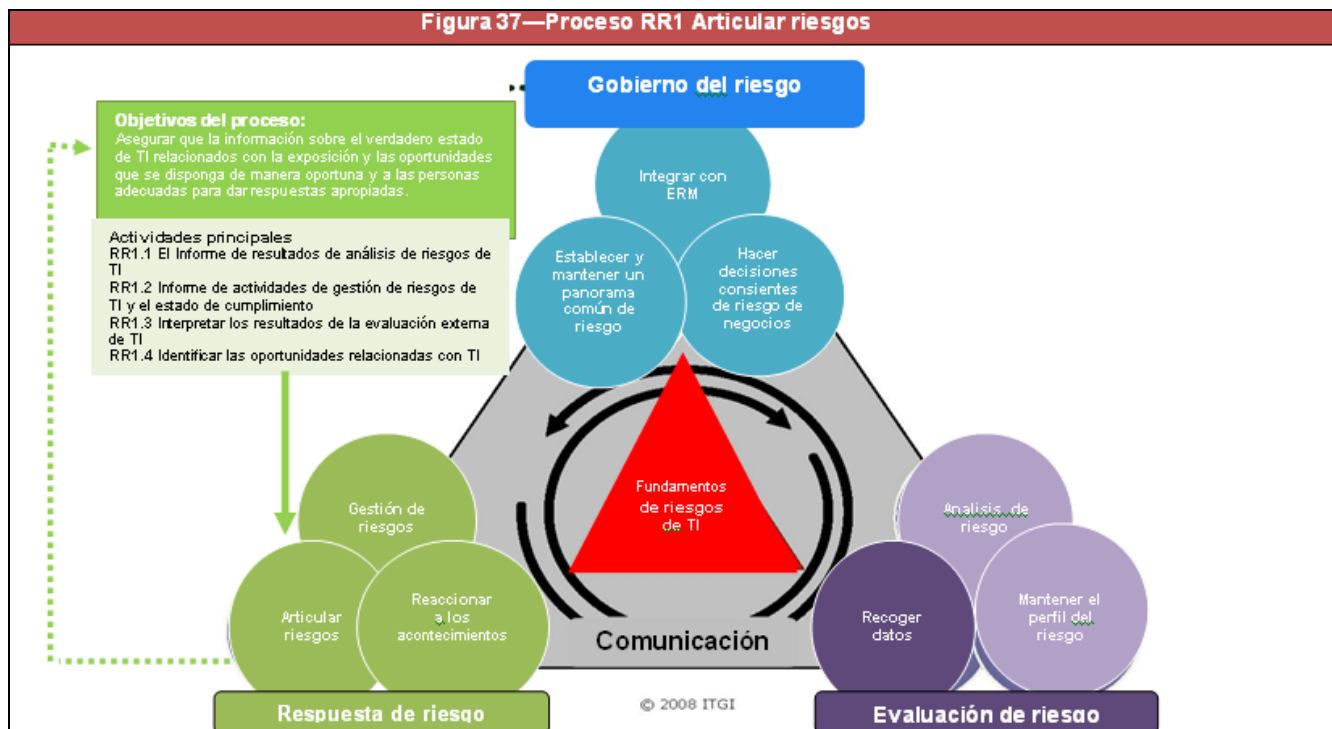 Figura 37—Proceso RR1 Articular riesgos
Gobierno del riesgo
Objetivos del proceso:
Asegurar que la información sobre el verdadero estado
de TI relacionados con la exposición y las oportunidades
que se disponga de manera oportuna y a las personas
adecuadas para dar respuestas apropiadas.
Actividades principales
RR1.1 El Informe de resultados de análisis de riesgos de
TI
RR1.2 Informe de actividades de gestión de riesgos de
TI y el estado de cumplimiento
RR1.3 Interpretar los resultados de la evaluación externa
de TI
RR1.4 Identificar las oportunidades relacionadas con TI
Integrar con
ERM
Establecer y
mantener un
panorama
común de
riesgo
Hacer
decisiones
consientes
de riesgo de
negocios
Fundamentos
de riesgos
de TI
Gestión de
riesgos
Articular
riesgos
Reaccionar
a los
acontecimientos
Comunicación
Analisis de
riesgo
Recoger
datos
Mantener el
perfil del
riesgo
Respuesta de riesgo
© 2008 ITGI
Evaluación de riesgo